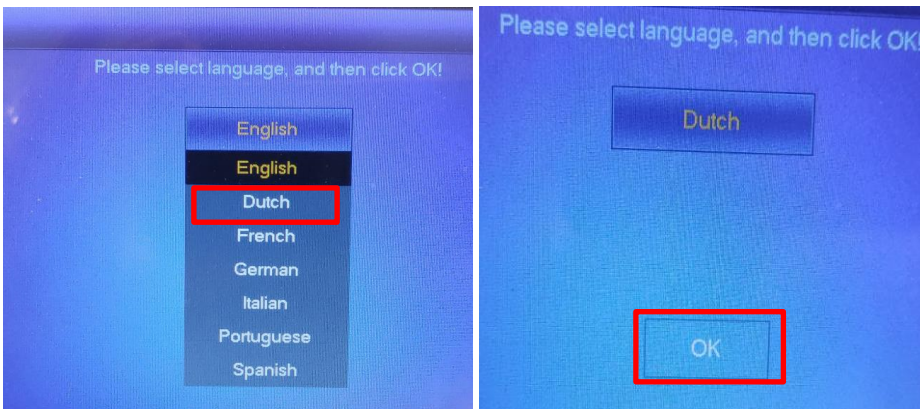 Please select language, and then click OK!
English
English
Dutch
French
German
Italian
Portuguese
Spanish
Please select language, and then click OK!
Dutch
OK